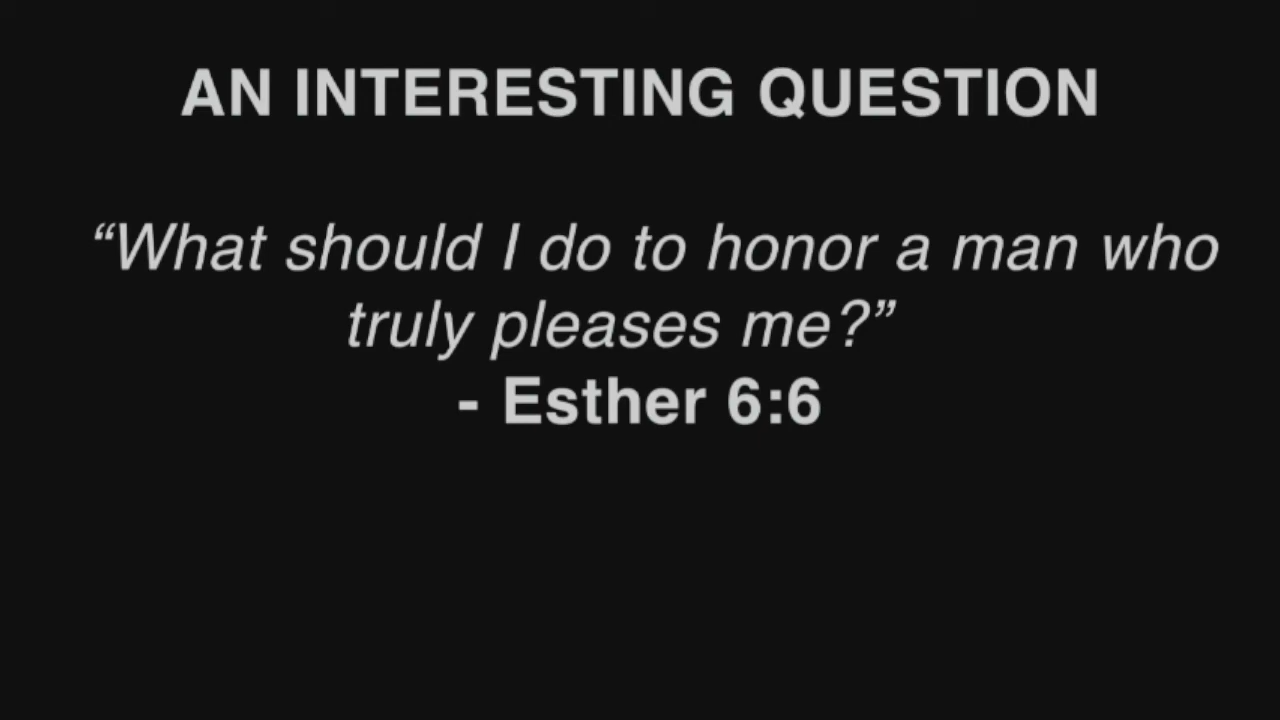 AN INTERESTING QUESTION
“What should I do to honor a man who
truly pleases me?”
- Esther 6:6